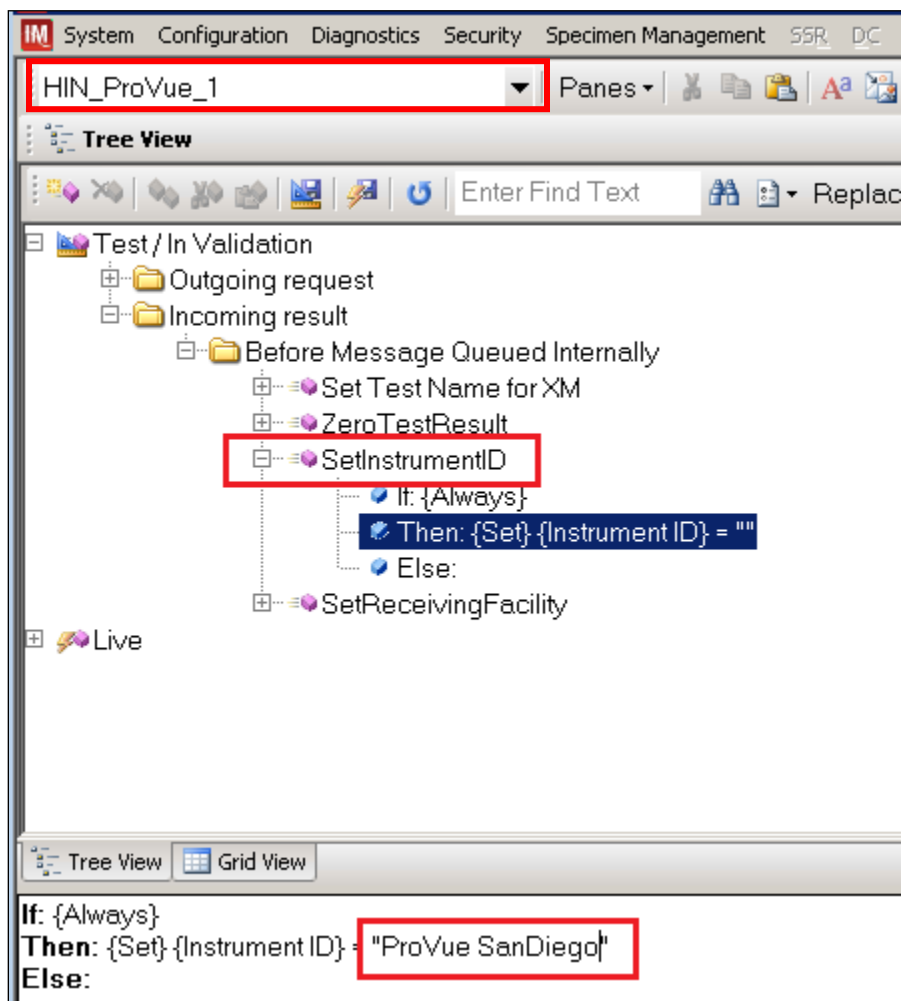 IM System Configuration Diagnostics Security Specimen Management SSR DC
HIN_ProVue_1 Panes Aa
Tree View
Enter Find Text Replac
Test / In Validation
Outgoing request
Incoming result
Before Message Queued Internally
Set Test Name for XM
ZeroTestResult
SetInstrumentID
If: {Always}
Then: {Set} {Instrument ID} = ""
Else:
SetReceivingFacility
Live
Tree View Grid View
If: {Always}
Then: {Set} {Instrument ID} = "ProVue SanDiego"
Else: